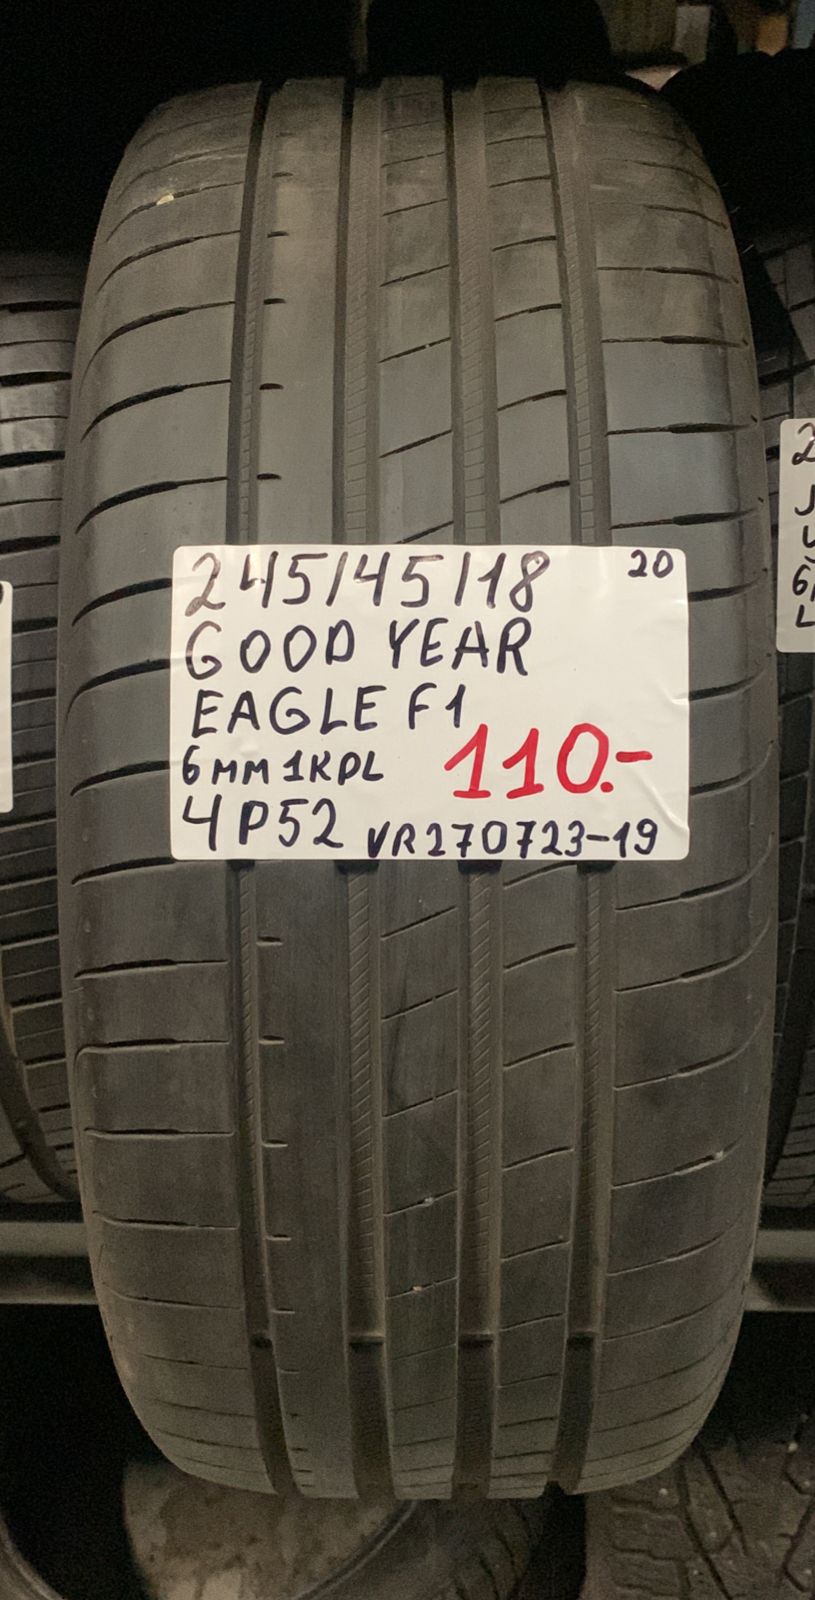 245/45/18 20
GOOD YEAR
EAGLE F1
6MM 1KPL 110.-
4P52 VR270723-19